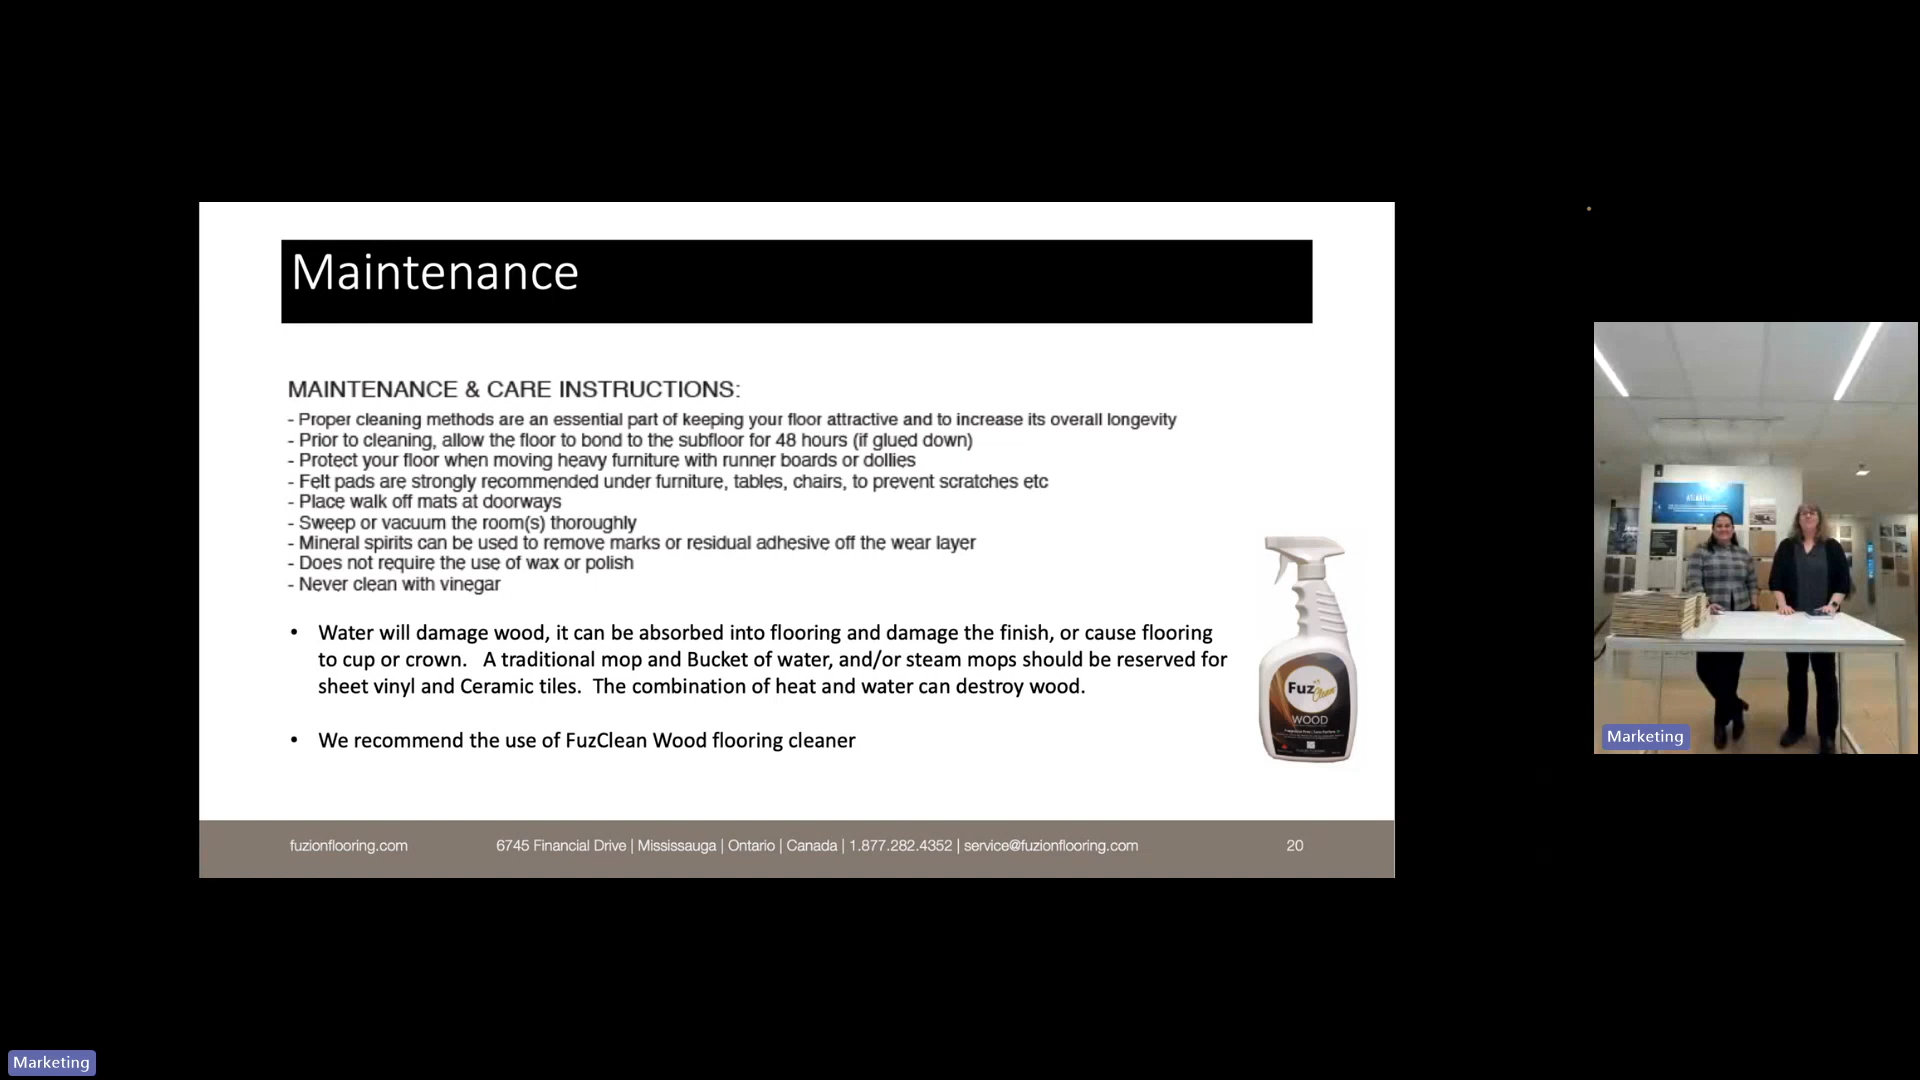 Maintenance
MAINTENANCE & CARE INSTRUCTIONS:
- Proper cleaning methods are an essential part of keeping your floor attractive and to increase its overall longevity
- Prior to cleaning, allow the floor to bond to the subfloor for 48 hours (if glued down)
- Protect your floor when moving heavy furniture with runner boards or dollies
- Felt pads are strongly recommended under furniture, tables, chairs, to prevent scratches etc
- Place walk off mats at doorways
- Sweep or vacuum the room(s) thoroughly
- Mineral spirits can be used to remove marks or residual adhesive off the wear layer
- Does not require the use of wax or polish
- Never clean with vinegar
• Water will damage wood, it can be absorbed into flooring and damage the finish, or cause flooring
to cup or crown. A traditional mop and Bucket of water, and/or steam mops should be reserved for
sheet vinyl and Ceramic tiles. The combination of heat and water can destroy wood.
• We recommend the use of FuzClean Wood flooring cleaner
Fuz Clean
WOOD
fuzionflooring.com 6745 Financial Drive | Mississauga | Ontario | Canada | 1.877.282.4352 | service@fuzionflooring.com 20
Marketing
Marketing